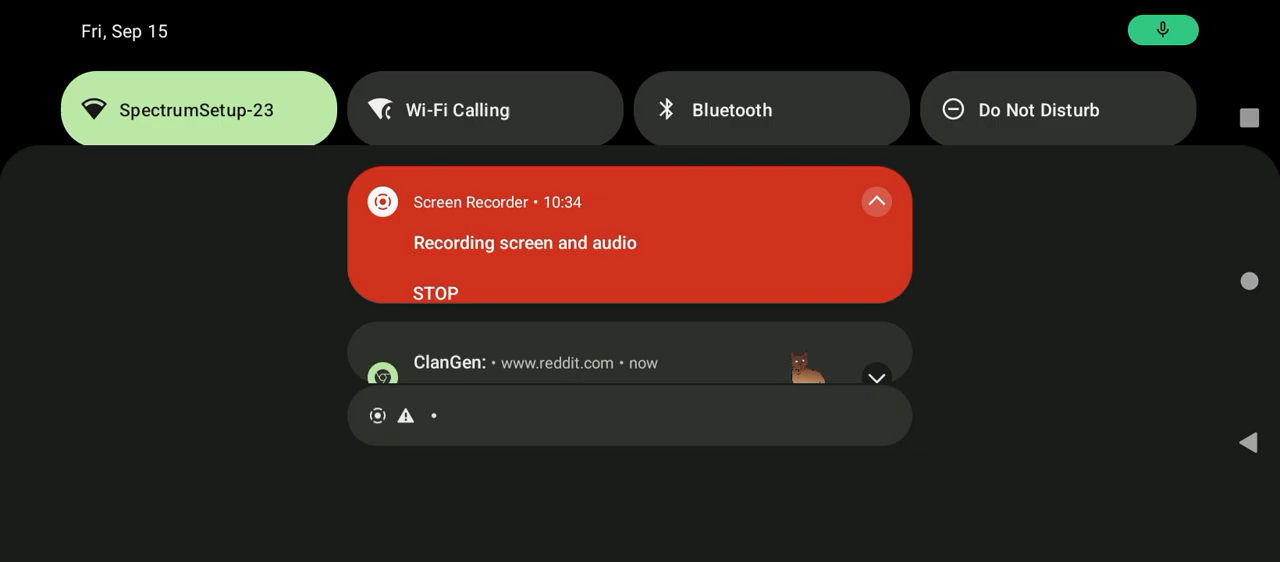 Fri, Sep 15
SpectrumSetup-23
Wi-Fi Calling
Bluetooth
Do Not Disturb
Screen Recorder • 10:34
Recording screen and audio
STOP
ClanGen: • www.reddit.com • now